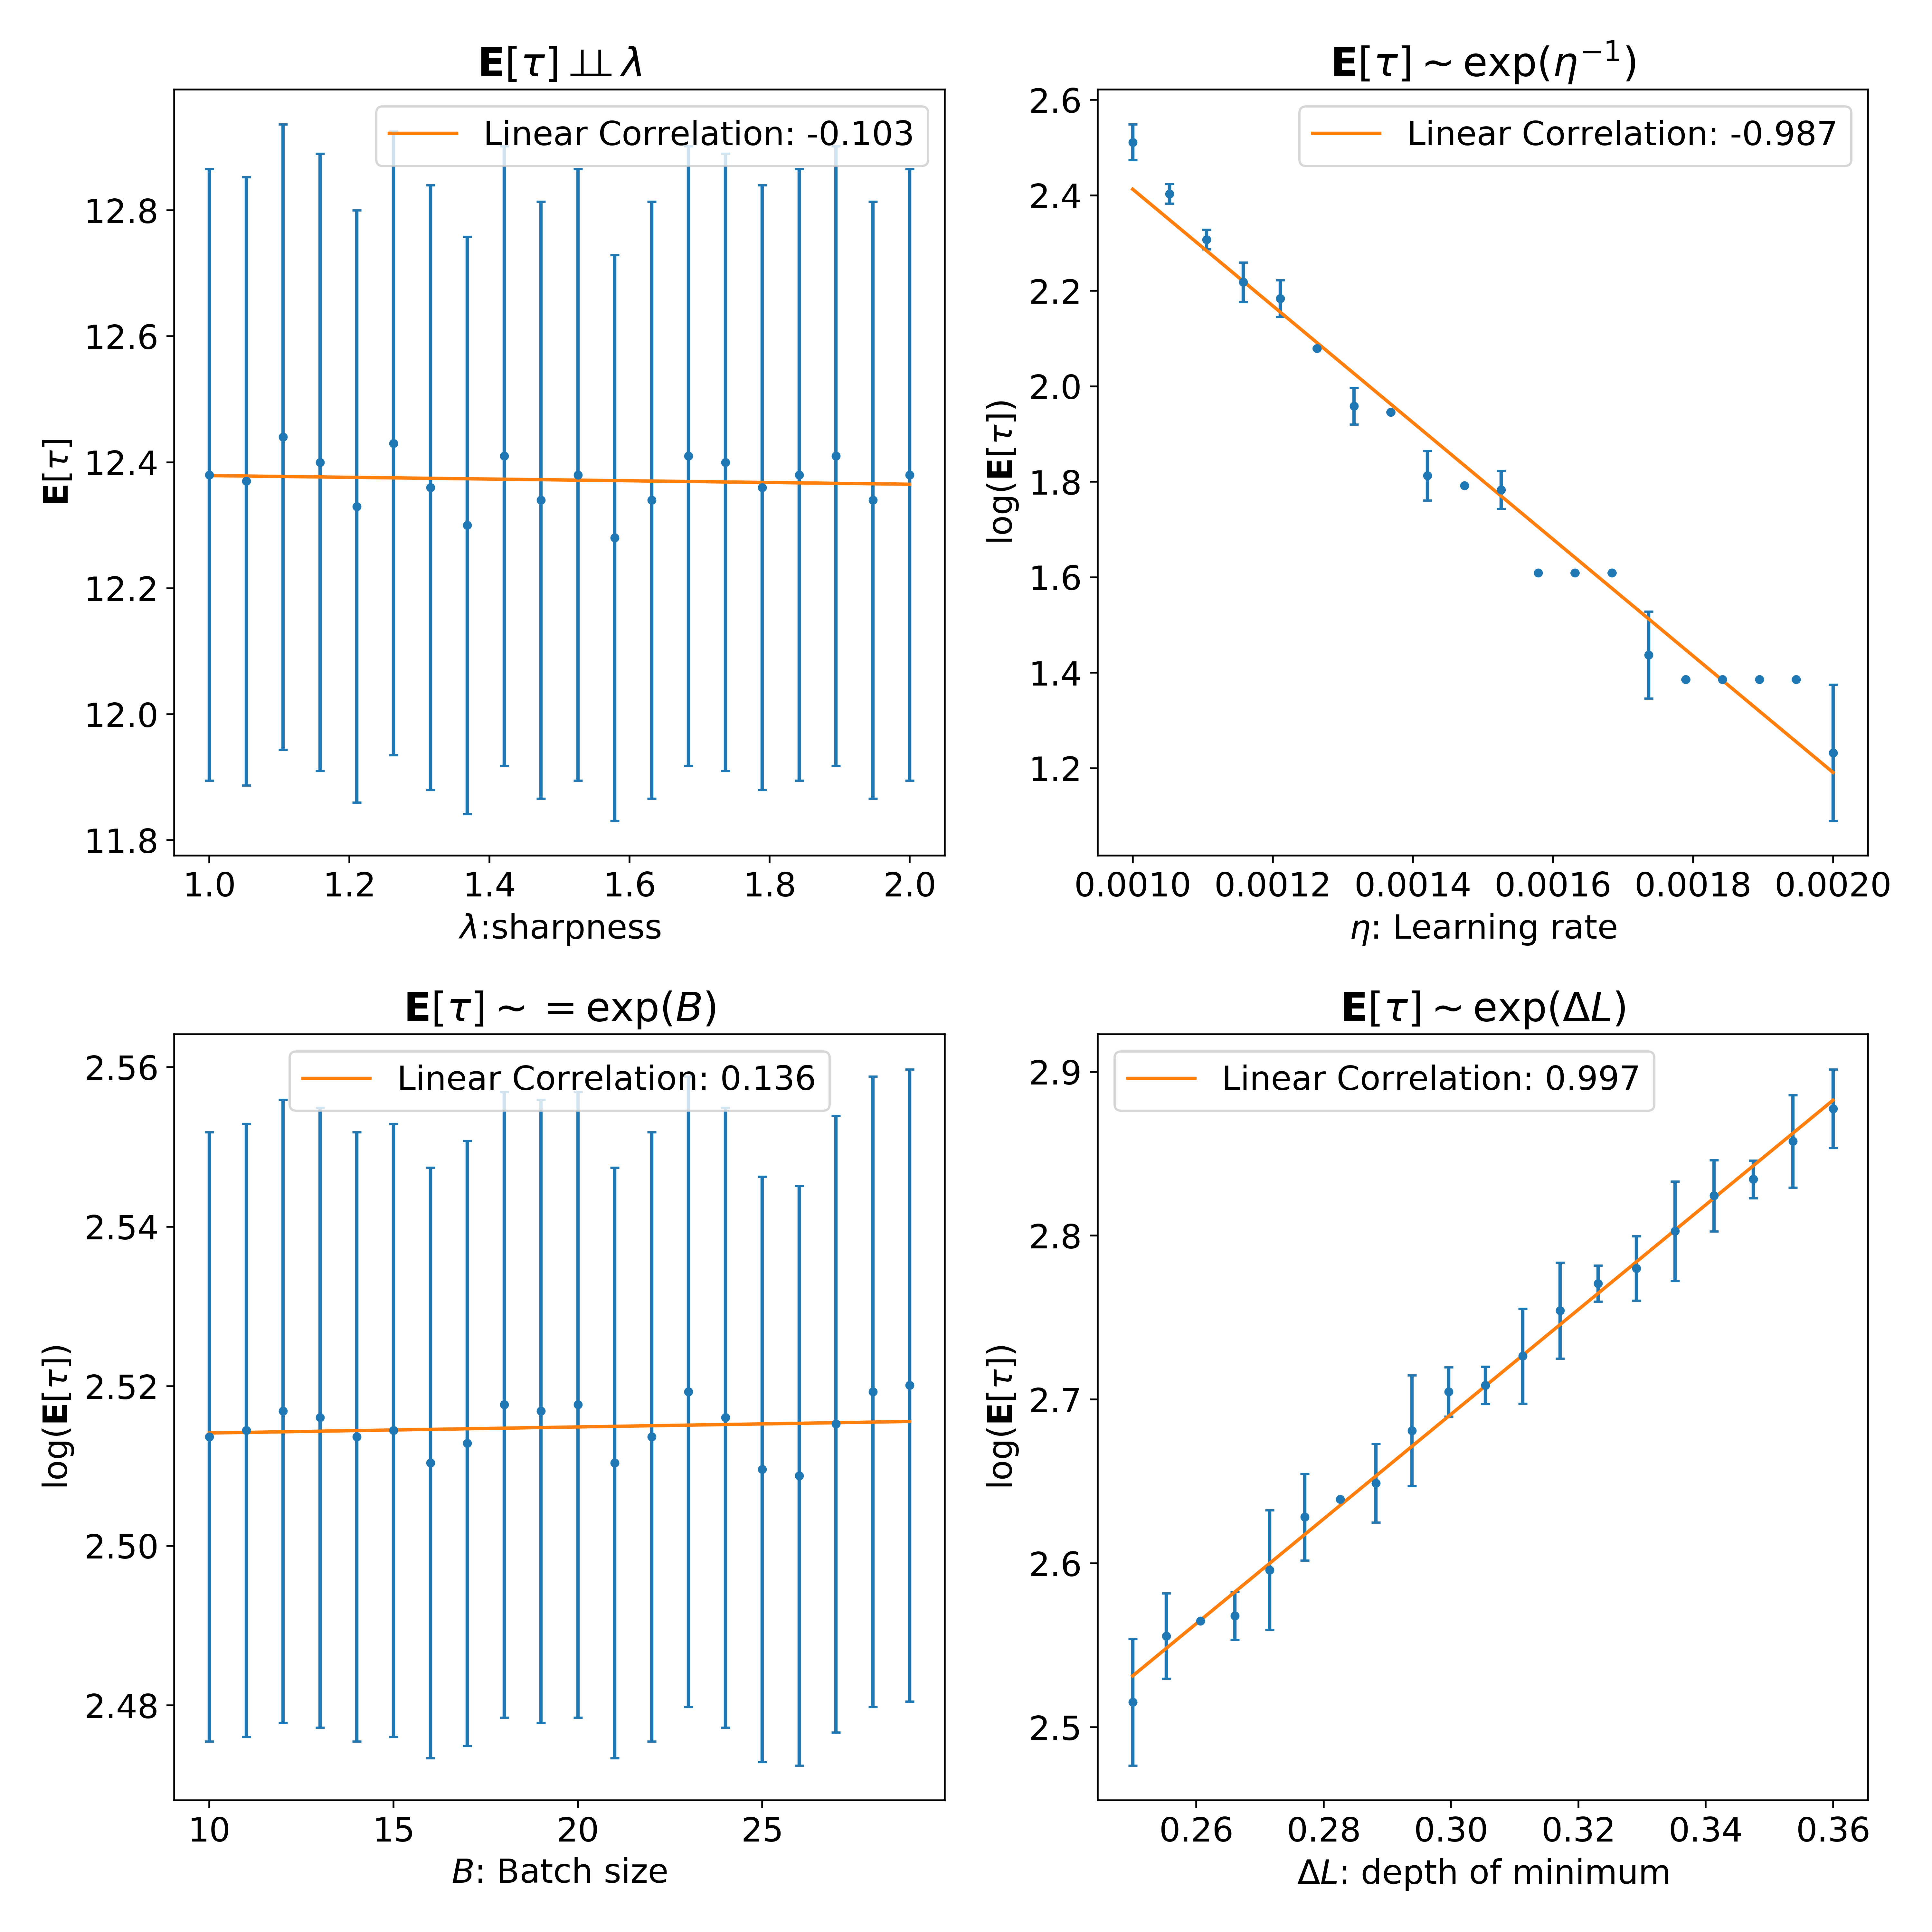 E[τ] ⊥⊥ λ
Linear Correlation: -0.103
E[τ]
12.8
12.6
12.4
12.2
12.0
11.8
1.0 1.2 1.4 1.6 1.8 2.0
λ:sharpness
E[τ] ~ exp(η⁻¹)
Linear Correlation: -0.987
log(E[τ])
2.6
2.4
2.2
2.0
1.8
1.6
1.4
1.2
0.0010 0.0012 0.0014 0.0016 0.0018 0.0020
η: Learning rate
E[τ] ~ = exp(B)
Linear Correlation: 0.136
log(E[τ])
2.56
2.54
2.52
2.50
2.48
10 15 20 25
B: Batch size
E[τ] ~ exp(ΔL)
Linear Correlation: 0.997
log(E[τ])
2.9
2.8
2.7
2.6
2.5
0.26 0.28 0.30 0.32 0.34 0.36
ΔL: depth of minimum